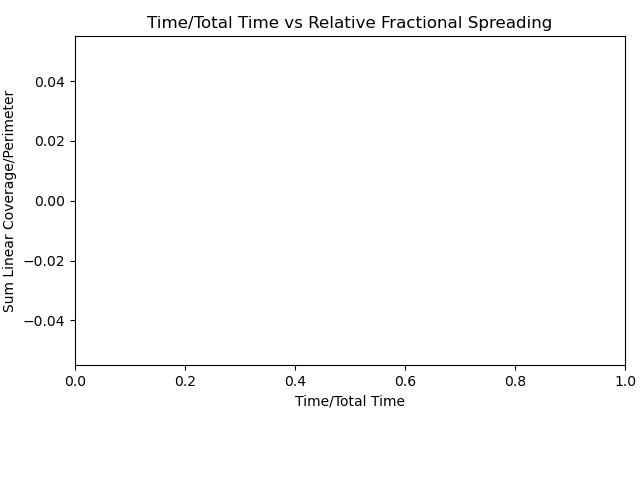 Time/Total Time vs Relative Fractional Spreading
Sum Linear Coverage/Perimeter
0.04
0.02
0.00
−0.02
−0.04
0.0 0.2 0.4 0.6 0.8 1.0
Time/Total Time